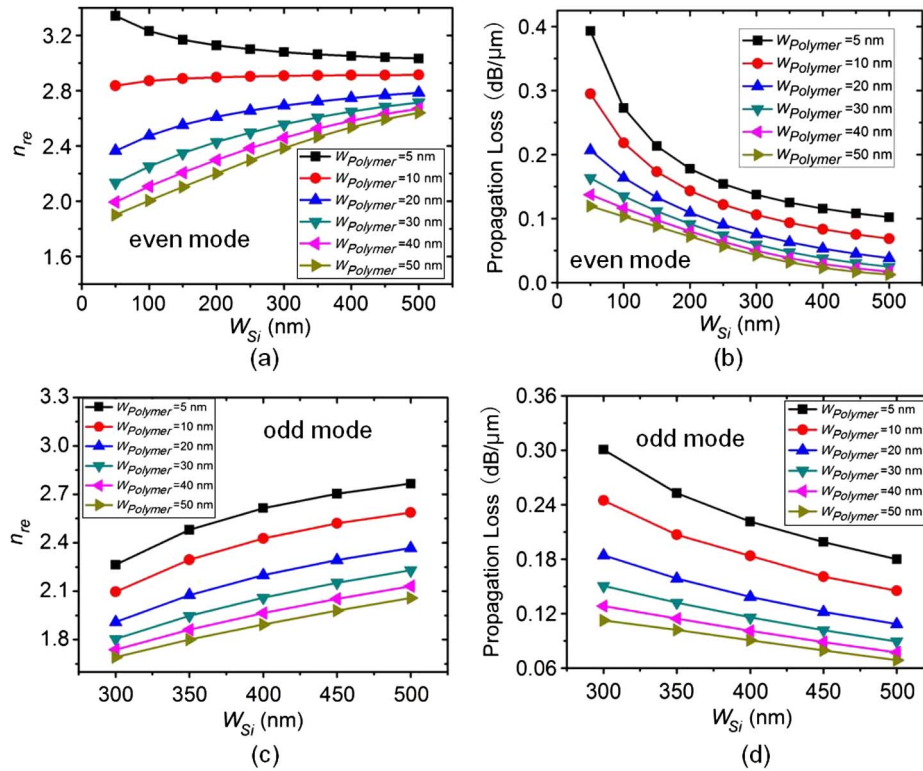 n_re
3.2
2.8
2.4
2.0
1.6
W_Polymer=5 nm
W_Polymer=10 nm
W_Polymer=20 nm
W_Polymer=30 nm
W_Polymer=40 nm
W_Polymer=50 nm
even mode
0 100 200 300 400 500
W_Si (nm)
(a)
Propagation Loss (dB/μm)
0.4
0.3
0.2
0.1
0.0
W_Polymer=5 nm
W_Polymer=10 nm
W_Polymer=20 nm
W_Polymer=30 nm
W_Polymer=40 nm
W_Polymer=50 nm
even mode
0 100 200 300 400 500
W_Si (nm)
(b)
n_re
3.3
3.0
2.7
2.4
2.1
1.8
W_Polymer=5 nm
W_Polymer=10 nm
W_Polymer=20 nm
W_Polymer=30 nm
W_Polymer=40 nm
W_Polymer=50 nm
odd mode
300 350 400 450 500
W_Si (nm)
(c)
Propagation Loss (dB/μm)
0.36
0.30
0.24
0.18
0.12
0.06
odd mode
W_Polymer=5 nm
W_Polymer=10 nm
W_Polymer=20 nm
W_Polymer=30 nm
W_Polymer=40 nm
W_Polymer=50 nm
300 350 400 450 500
W_Si (nm)
(d)